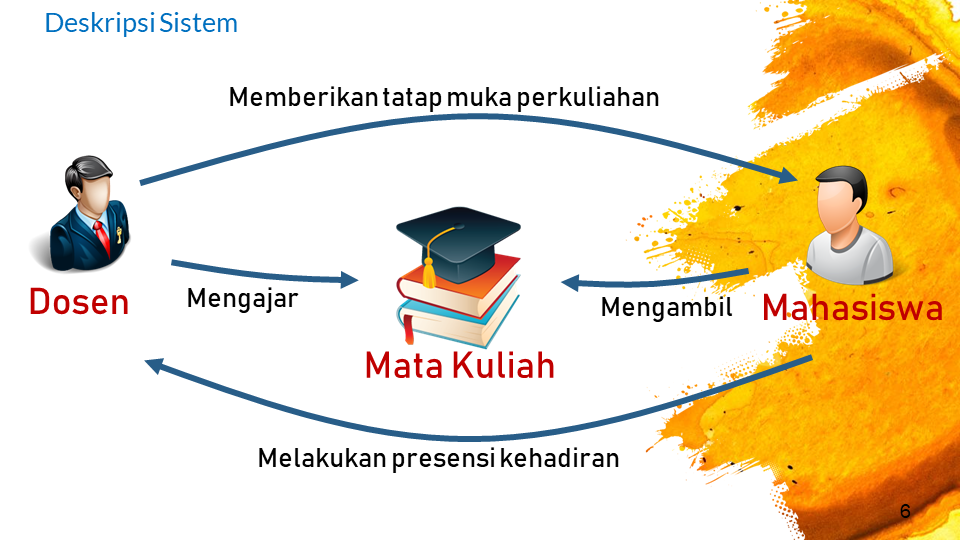 Deskripsi Sistem
Memberikan tatap muka perkuliahan
Dosen
Mengajar
Mata Kuliah
Mengambil
Mahasiswa
Melakukan presensi kehadiran
6